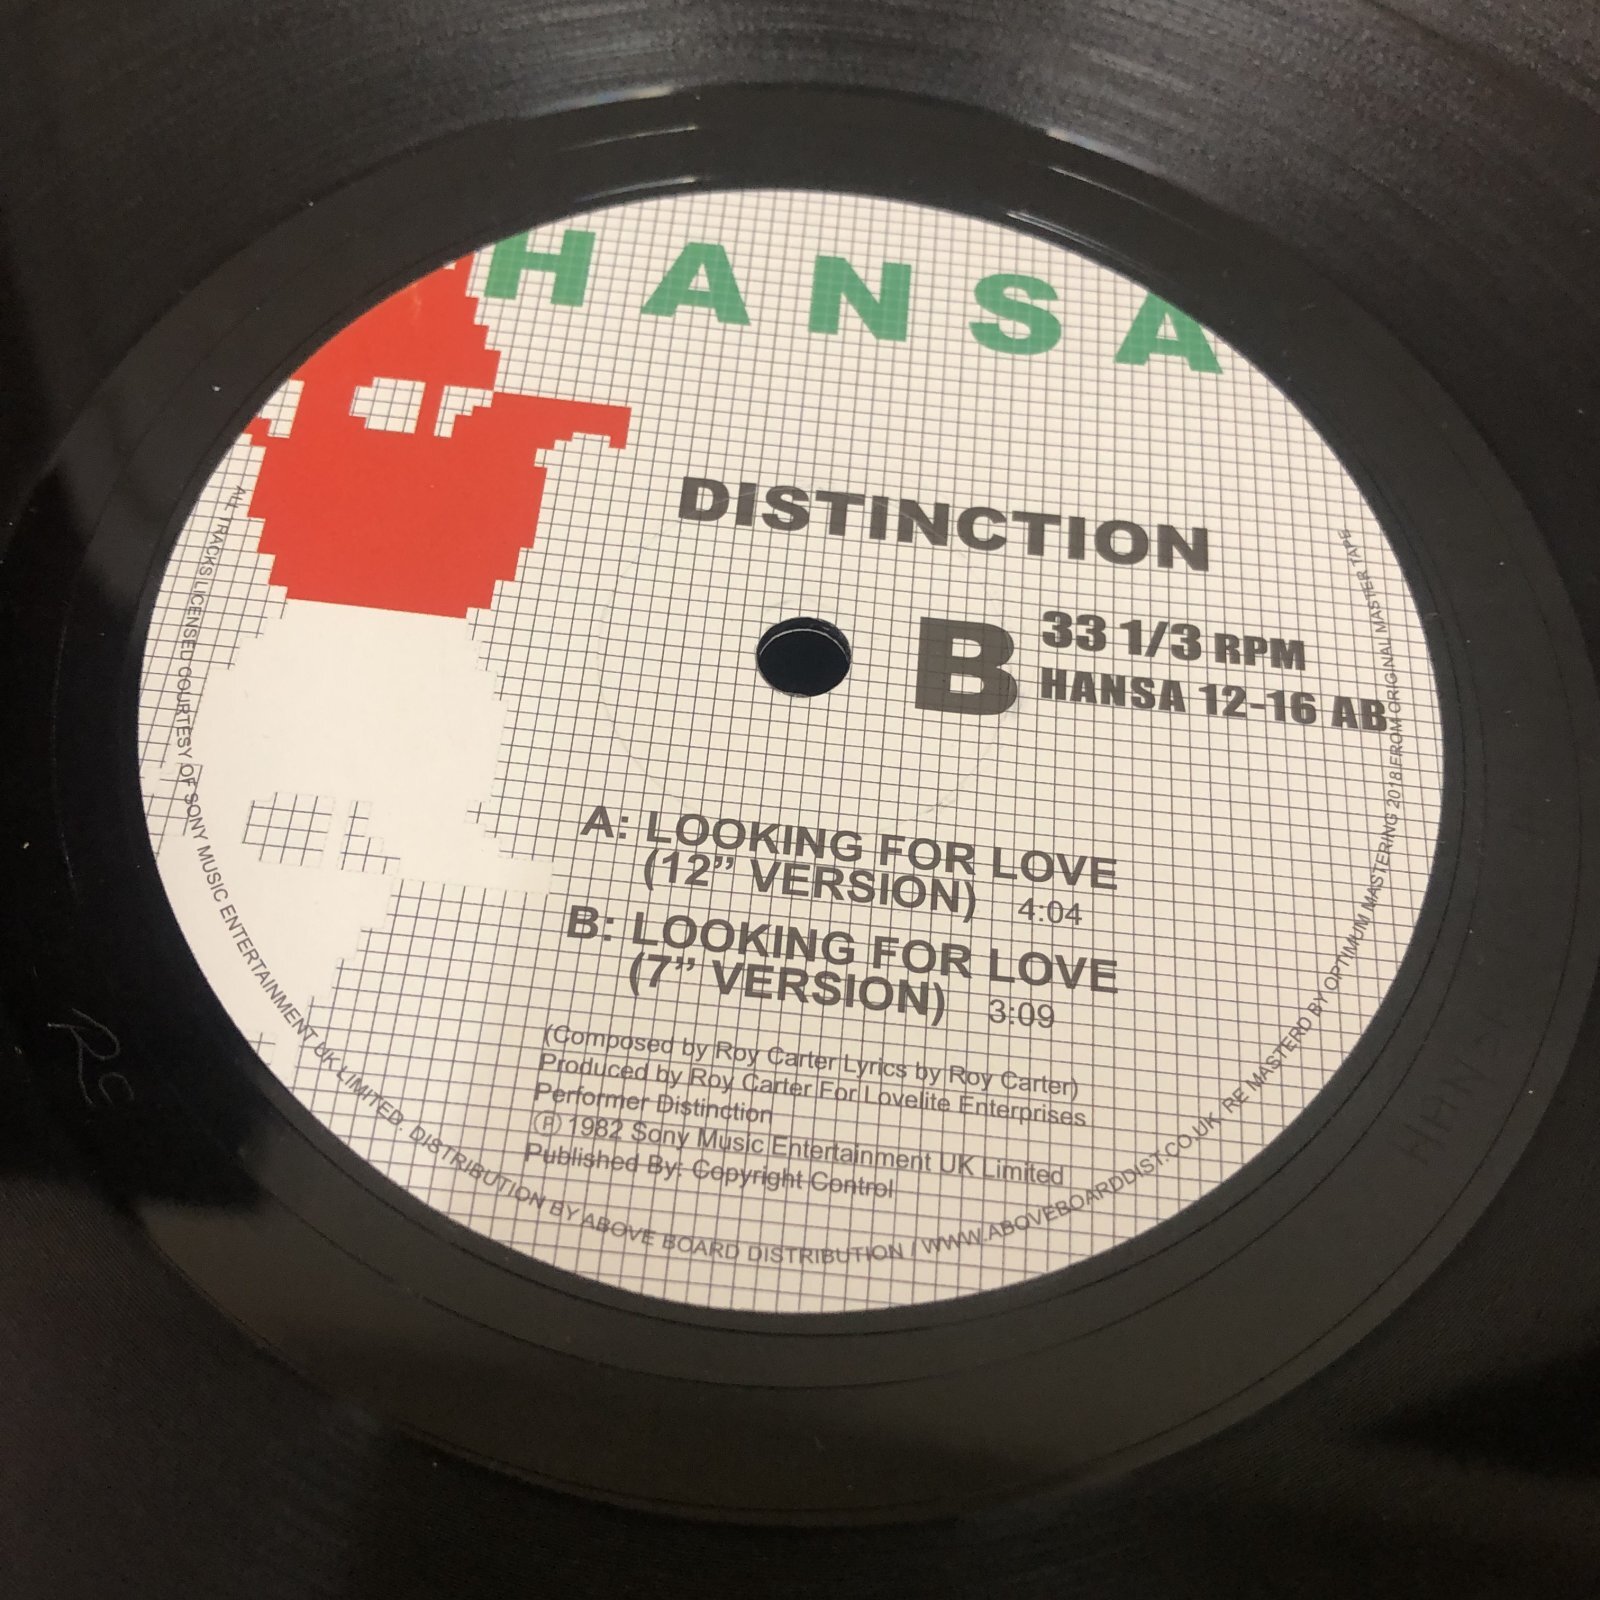 HANSA
DISTINCTION
B
33 1/3 RPM
HANSA 12-16 AB
A: LOOKING FOR LOVE
(12” VERSION) 4:04
B: LOOKING FOR LOVE
(7” VERSION) 3:09
(Composed by Roy Carter Lyrics by Roy Carter)
Produced by Roy Carter For Lovelite Enterprises
Performer Distinction
℗ 1982 Sony Music Entertainment UK Limited
Published By: Copyright Control
ALL TRACKS LICENSED COURTESY OF SONY MUSIC ENTERTAINMENT UK LIMITED. DISTRIBUTION BY ABOVE BOARD DISTRIBUTION / WWW.ABOVEBOARDDIST.CO.UK. RE MASTERD BY OPTIMUM MASTERING 2018 FROM ORIGINAL MASTER TAPE